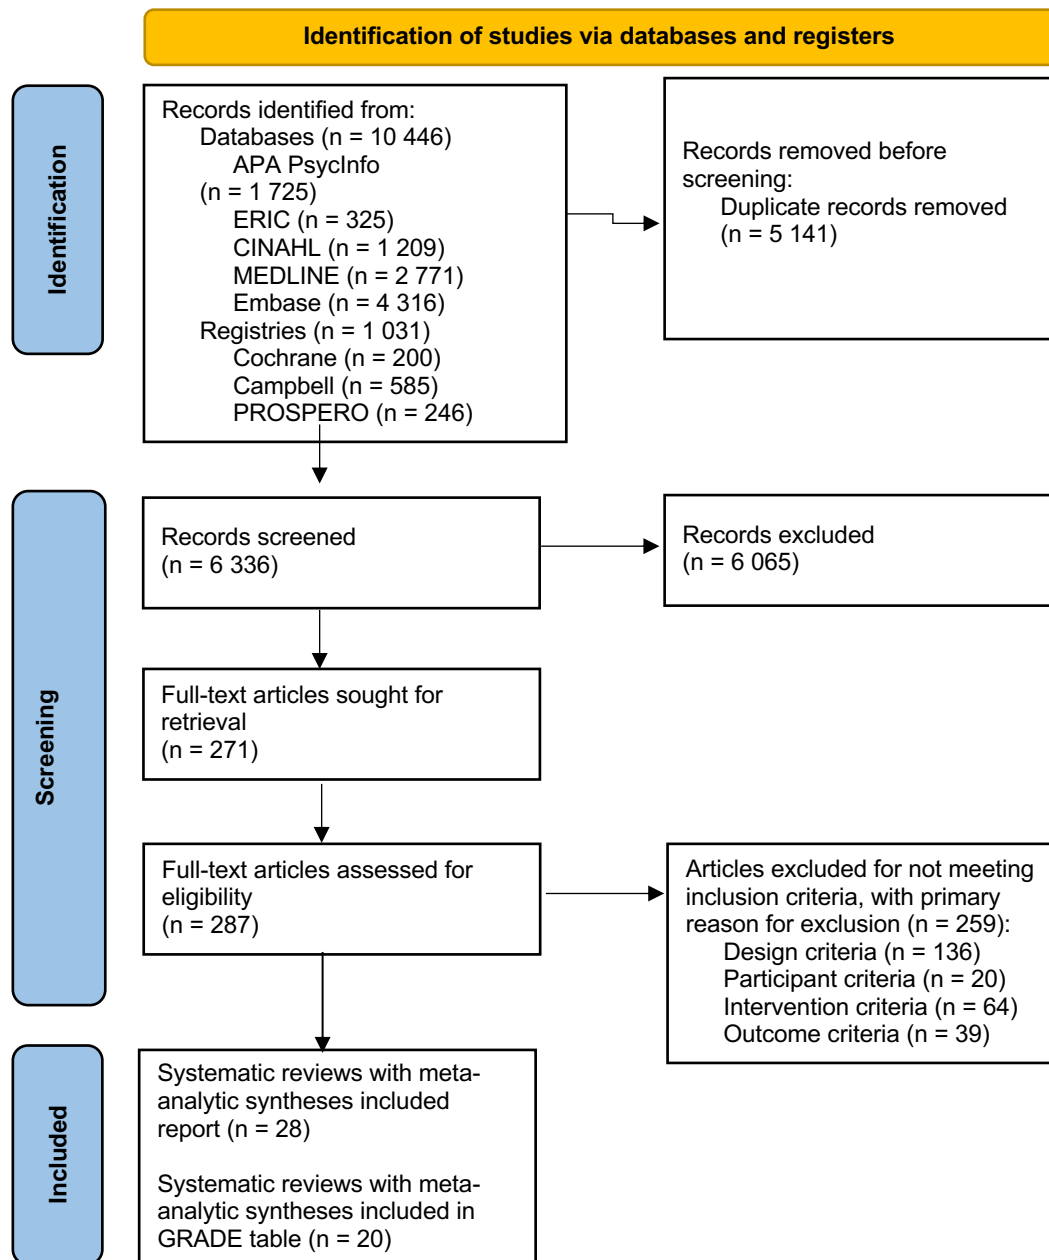 Identification of studies via databases and registers
Identification
Records identified from:
Databases (n = 10 446)
APA PsycInfo
(n = 1 725)
ERIC (n = 325)
CINAHL (n = 1 209)
MEDLINE (n = 2 771)
Embase (n = 4 316)
Registries (n = 1 031)
Cochrane (n = 200)
Campbell (n = 585)
PROSPERO (n = 246)
Records removed before
screening:
Duplicate records removed
(n = 5 141)
Screening
Records screened
(n = 6 336)
Records excluded
(n = 6 065)
Full-text articles sought for
retrieval
(n = 271)
Full-text articles assessed for
eligibility
(n = 287)
Articles excluded for not meeting
inclusion criteria, with primary
reason for exclusion (n = 259):
Design criteria (n = 136)
Participant criteria (n = 20)
Intervention criteria (n = 64)
Outcome criteria (n = 39)
Included
Systematic reviews with meta-
analytic syntheses included
report (n = 28)
Systematic reviews with meta-
analytic syntheses included in
GRADE table (n = 20)